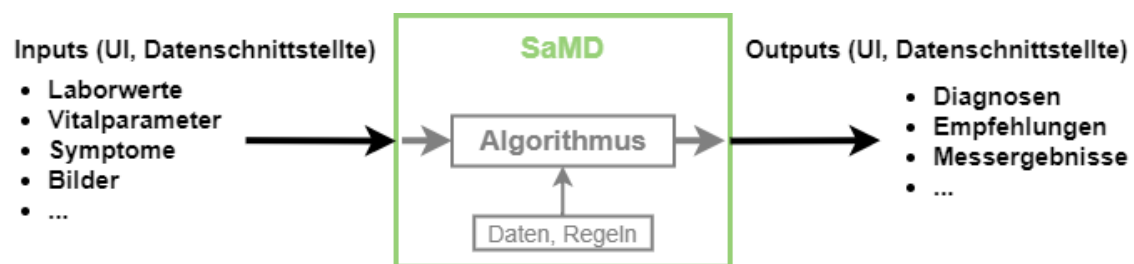 Inputs (UI, Datenschnittstellte)
• Laborwerte
• Vitalparameter
• Symptome
• Bilder
• ...
SaMD
Algorithmus
Daten, Regeln
Outputs (UI, Datenschnittstellte)
• Diagnosen
• Empfehlungen
• Messergebnisse
• ...